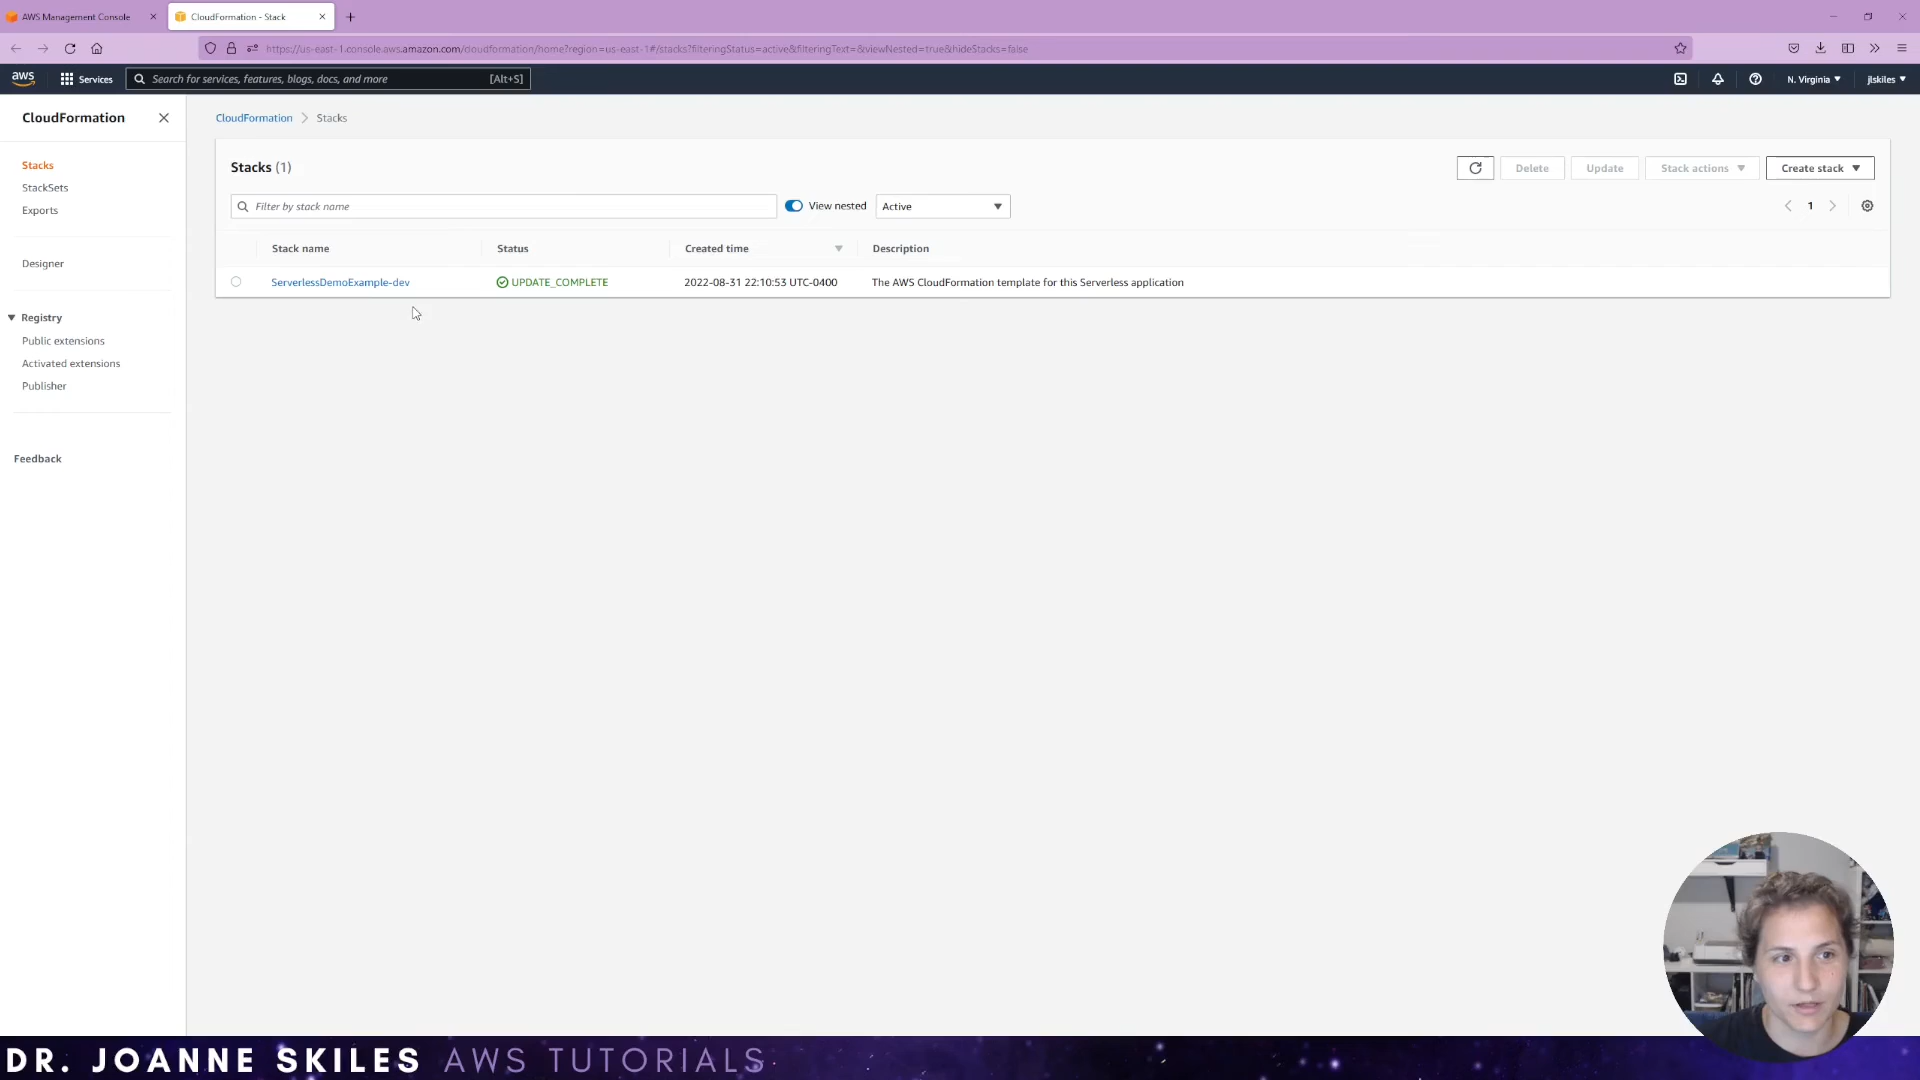 AWS Management Console
CloudFormation - Stack
https://us-east-1.console.aws.amazon.com/cloudformation/home?region=us-east-1#/stacks?filteringStatus=active&filteringText=&viewNested=true&hideStacks=false
aws
Services
Search for services, features, blogs, docs, and more
[Alt+S]
N. Virginia
jlskiles
CloudFormation
Stacks
StackSets
Exports
Designer
Registry
Public extensions
Activated extensions
Publisher
Feedback
CloudFormation
Stacks
Stacks (1)
Delete
Update
Stack actions
Create stack
Filter by stack name
View nested
Active
1
Stack name
Status
Created time
Description
ServerlessDemoExample-dev
UPDATE_COMPLETE
2022-08-31 22:10:53 UTC-0400
The AWS CloudFormation template for this Serverless application
DR. JOANNE SKILES AWS TUTORIALS